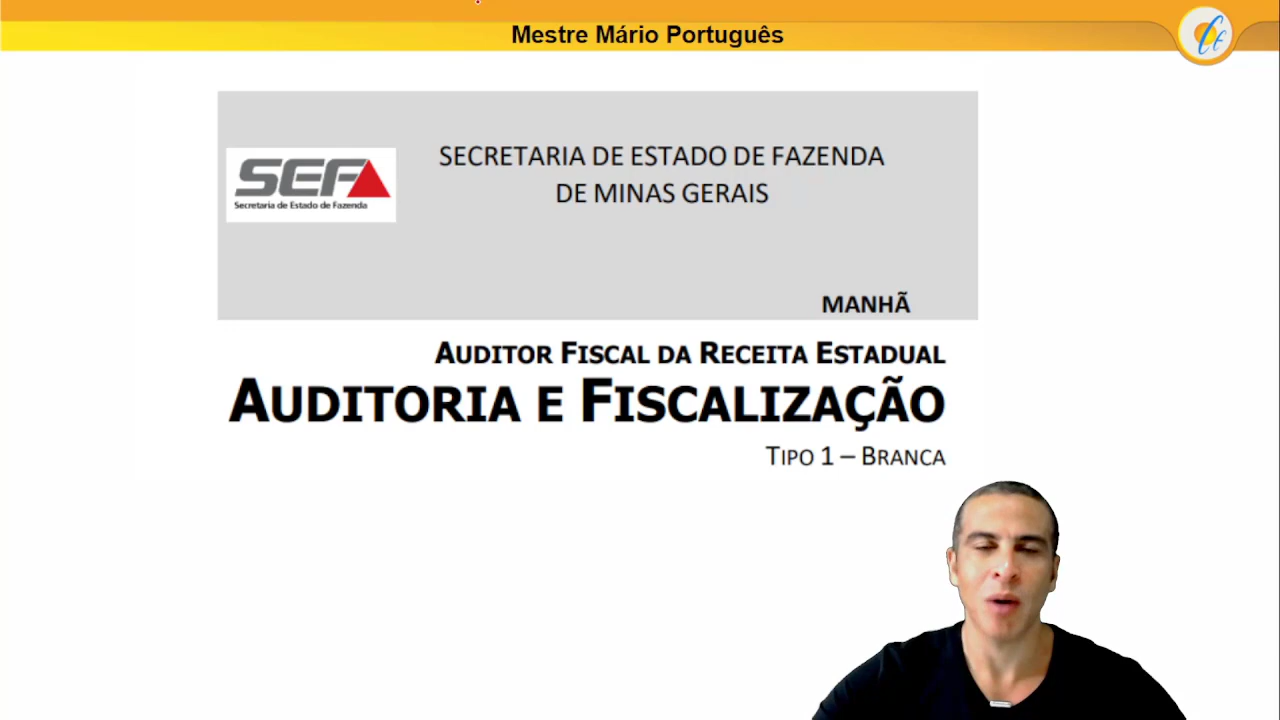 Mestre Mário Português
SEFA
Secretaria de Estado de Fazenda
SECRETARIA DE ESTADO DE FAZENDA
DE MINAS GERAIS
MANHÃ
AUDITOR FISCAL DA RECEITA ESTADUAL
AUDITORIA E FISCALIZAÇÃO
TIPO 1 – BRANCA